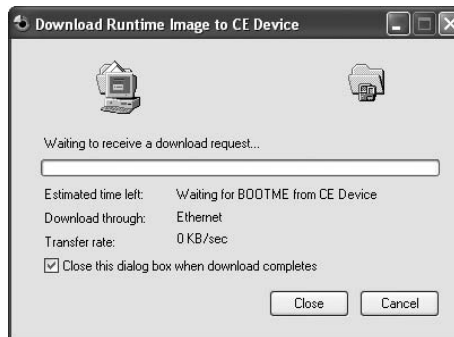 Download Runtime Image to CE Device
Waiting to receive a download request...
Estimated time left: Waiting for BOOTME from CE Device
Download through: Ethernet
Transfer rate: 0 KB/sec
Close this dialog box when download completes
Close Cancel